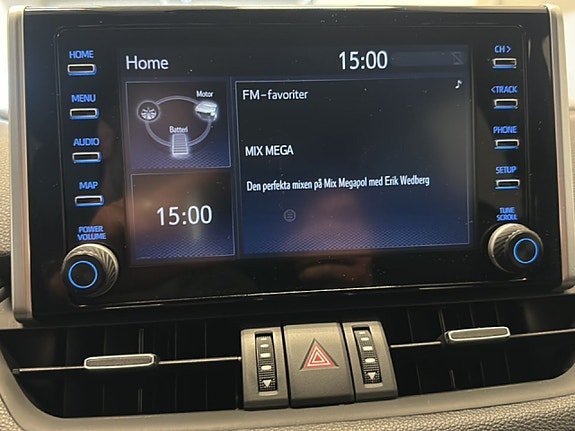 HOME
MENU
AUDIO
MAP
POWER
VOLUME
Home
15:00
Motor
Batteri
15:00
FM-favoriter
MIX MEGA
Den perfekta mixen på Mix Megapol med Erik Wedberg
CH >
< TRACK
PHONE
SETUP
TUNE
SCROLL